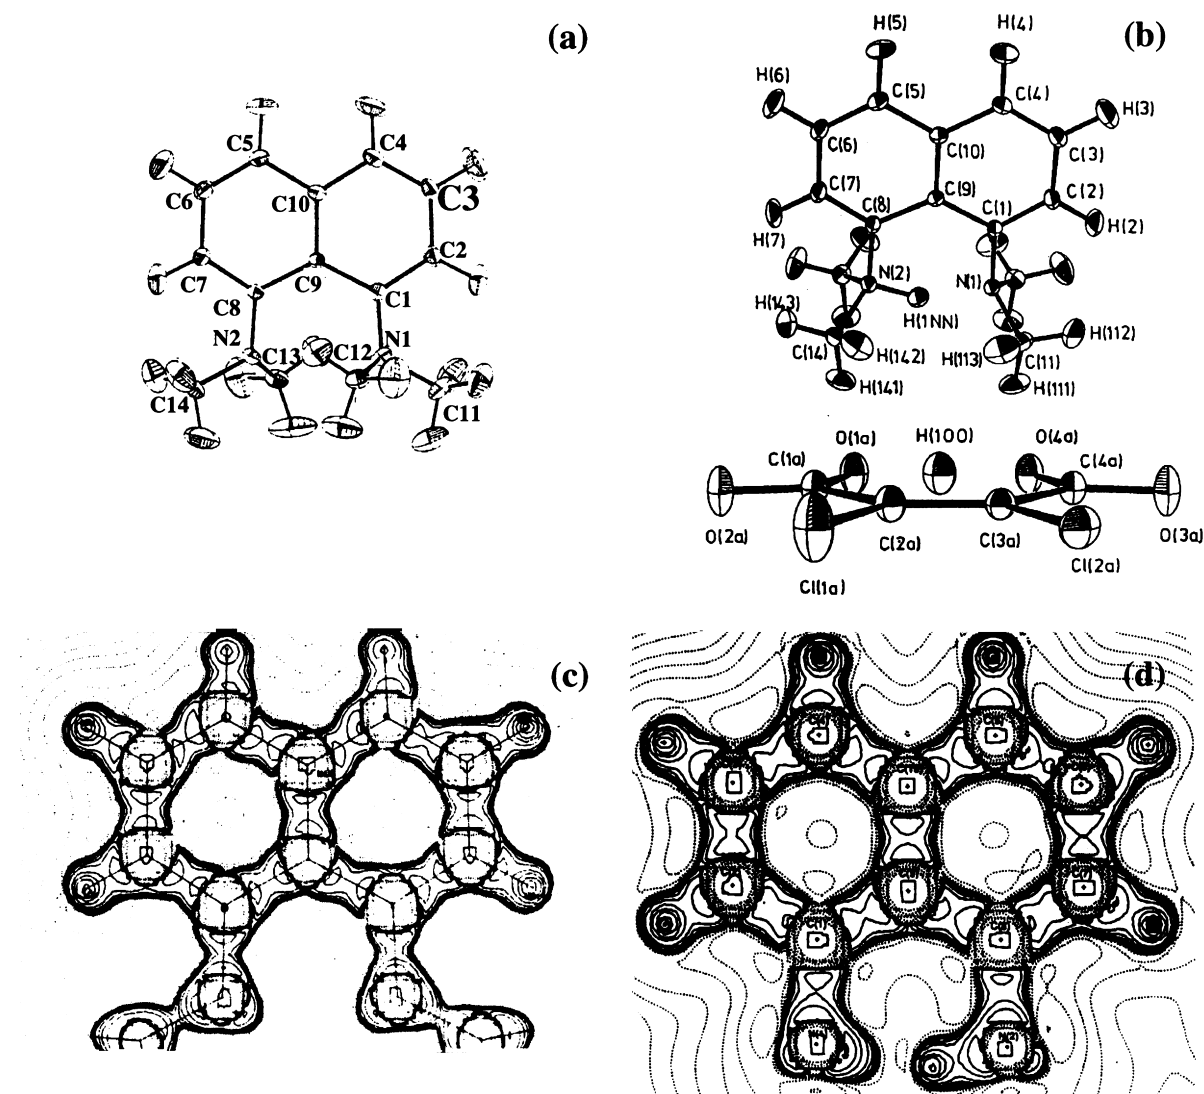 (a)
C5
C4
C6
C10
C3
C7
C9
C2
C8
C1
N2
N1
C13
C12
C14
C11
(b)
H(5)
H(4)
H(6)
H(3)
C(5)
C(4)
C(6)
C(10)
C(3)
C(7)
C(9)
C(2)
C(8)
C(1)
H(7)
H(2)
N(2)
N(1)
H(143)
H(1NN)
H(112)
C(14)
H(142)
H(113)
C(11)
H(141)
H(111)
O(1a)
H(100)
O(4a)
C(1a)
C(4a)
O(2a)
C(2a)
C(3a)
O(3a)
Cl(1a)
Cl(2a)
(c)
(d)